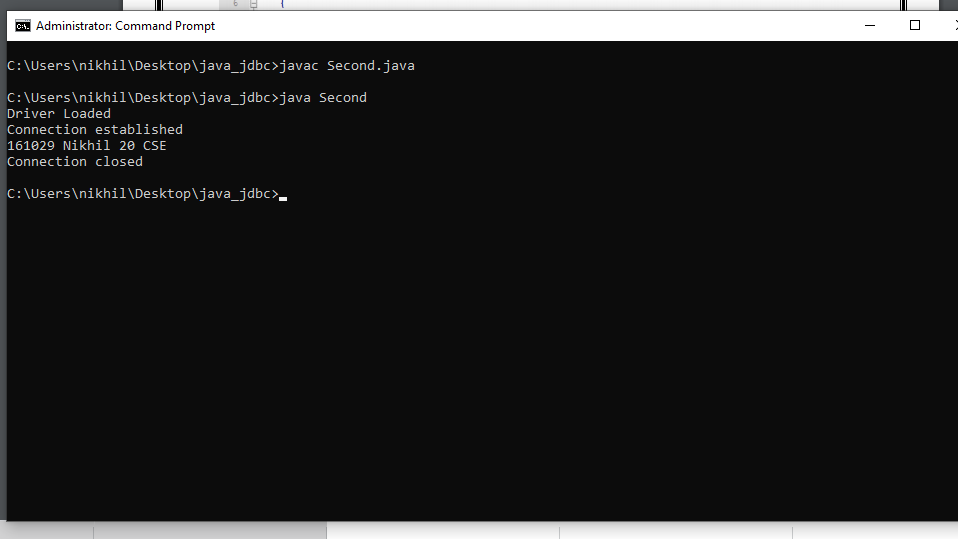 6
{
Administrator: Command Prompt
C:\Users\nikhil\Desktop\java_jdbc>javac Second.java
C:\Users\nikhil\Desktop\java_jdbc>java Second
Driver Loaded
Connection established
161029 Nikhil 20 CSE
Connection closed
C:\Users\nikhil\Desktop\java_jdbc>